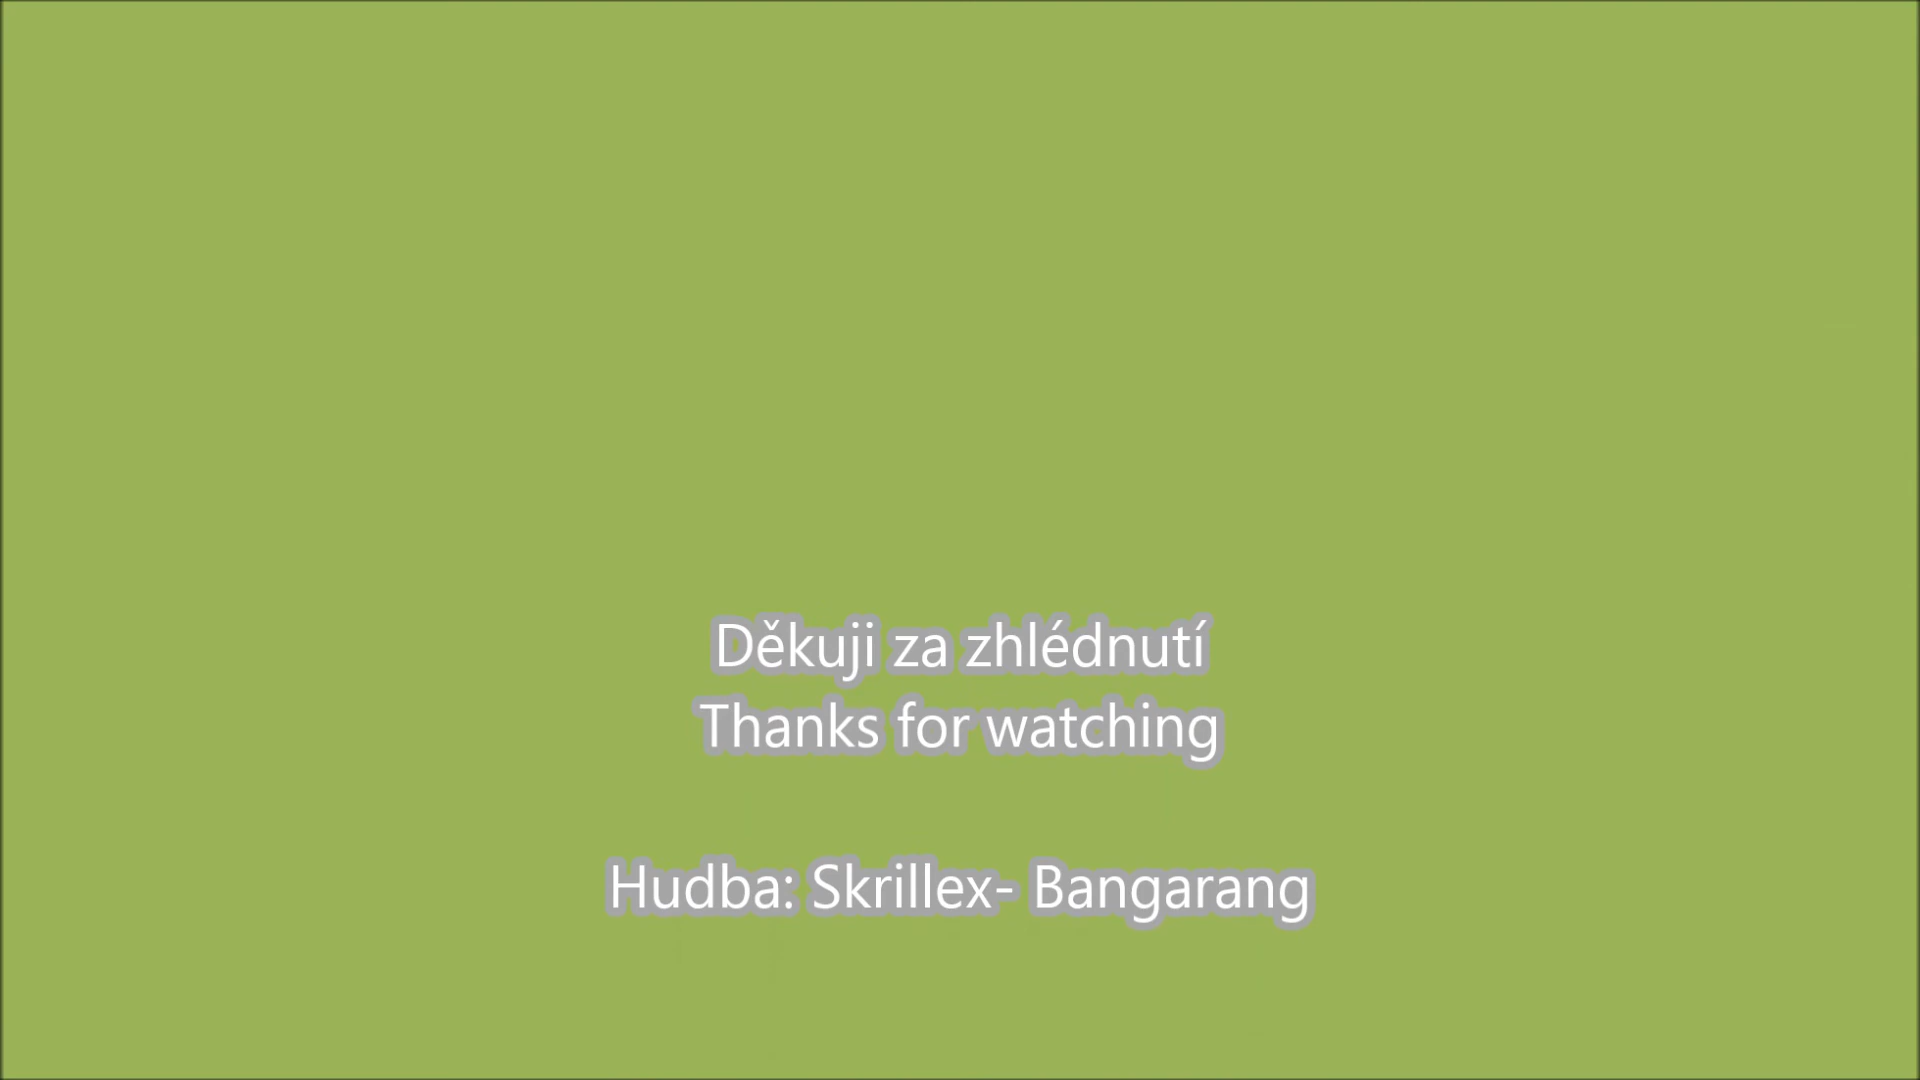 Děkuji za zhlédnutí
Thanks for watching
Hudba: Skrillex- Bangarang